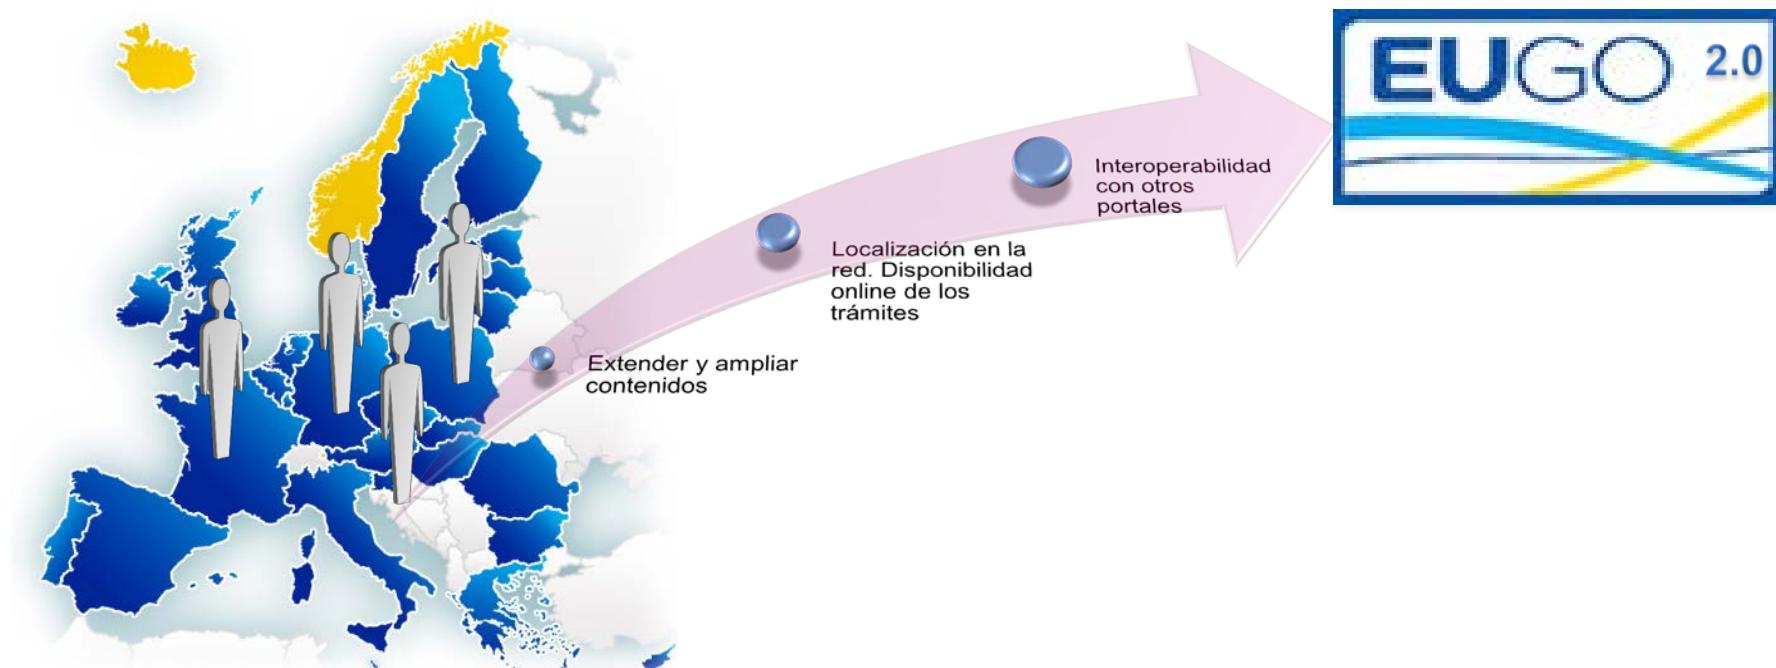 EUGO 2.0
Interoperabilidad
con otros
portales
Localización en la
red. Disponibilidad
online de los
trámites
Extender y ampliar
contenidos